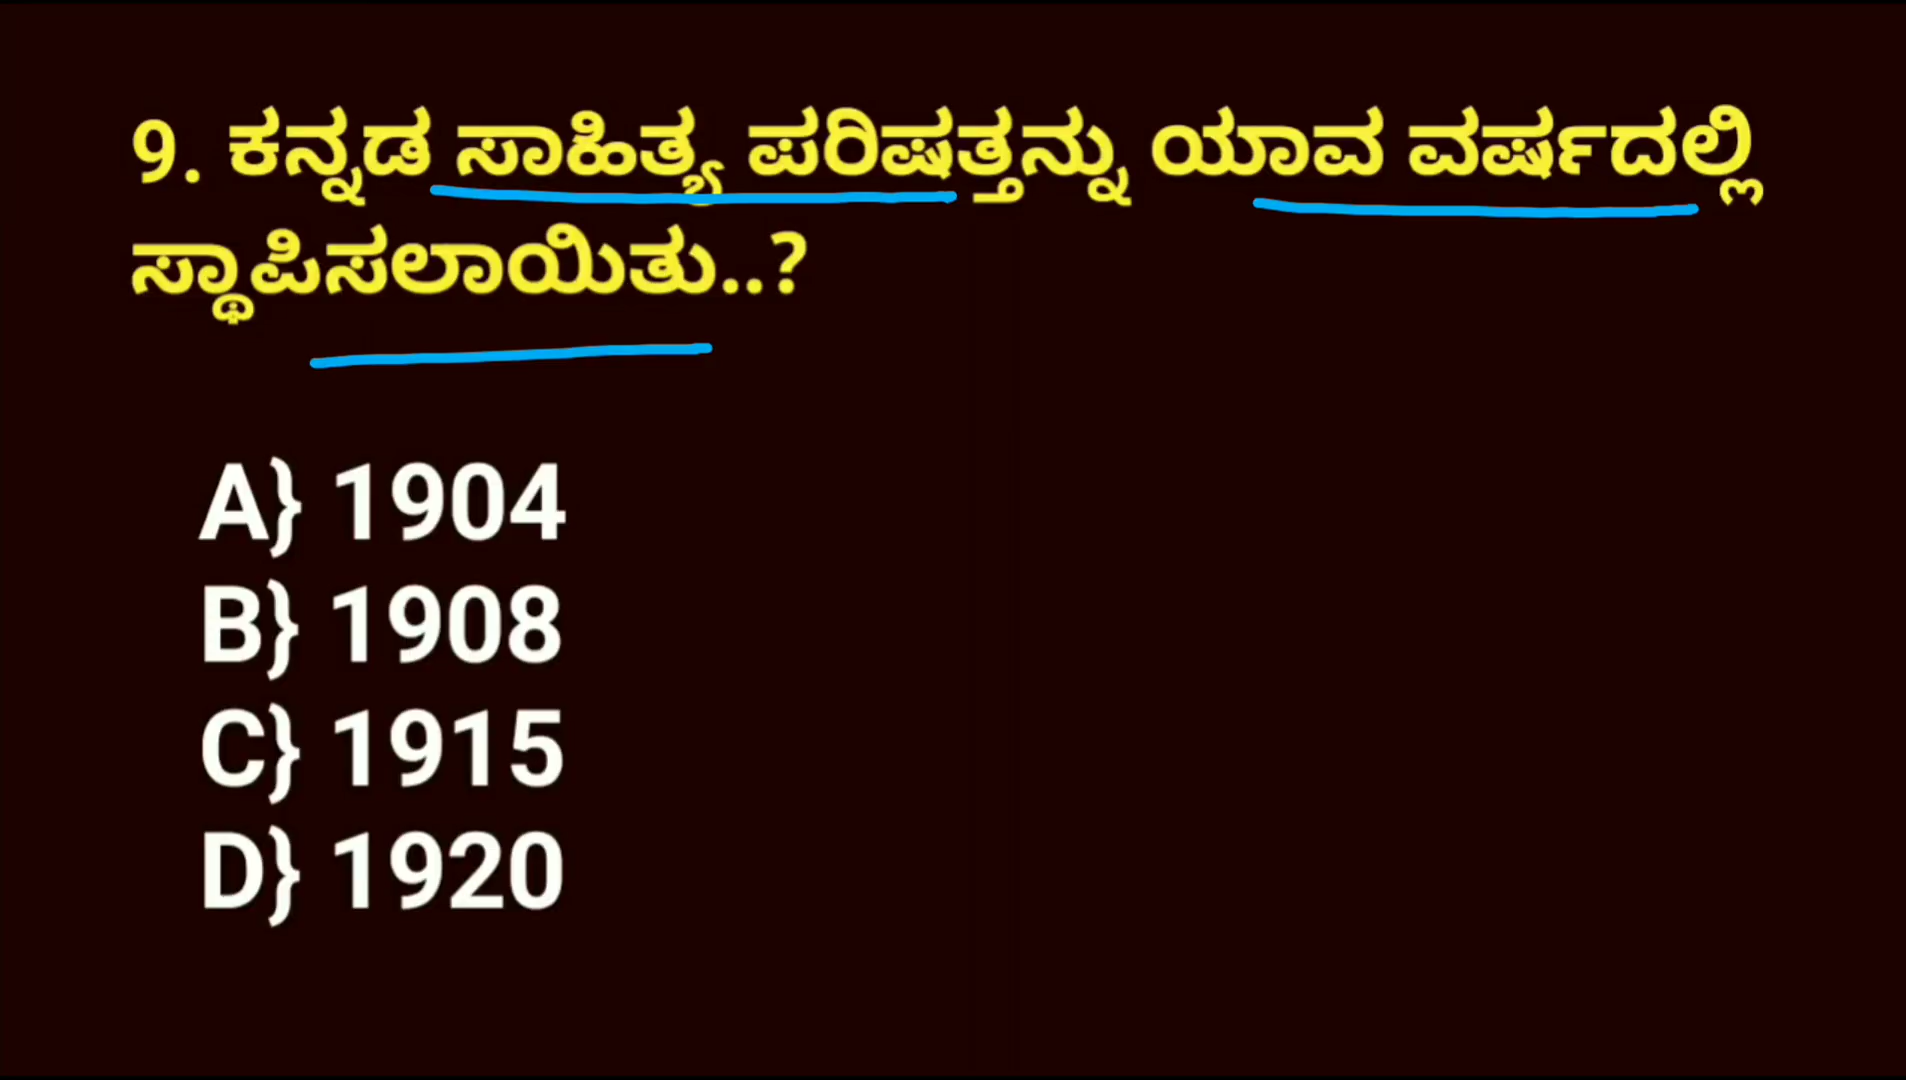 9. ಕನ್ನಡ ಸಾಹಿತ್ಯ ಪರಿಷತ್ತನ್ನು ಯಾವ ವರ್ಷದಲ್ಲಿ
ಸ್ಥಾಪಿಸಲಾಯಿತು..?
A} 1904
B} 1908
C} 1915
D} 1920